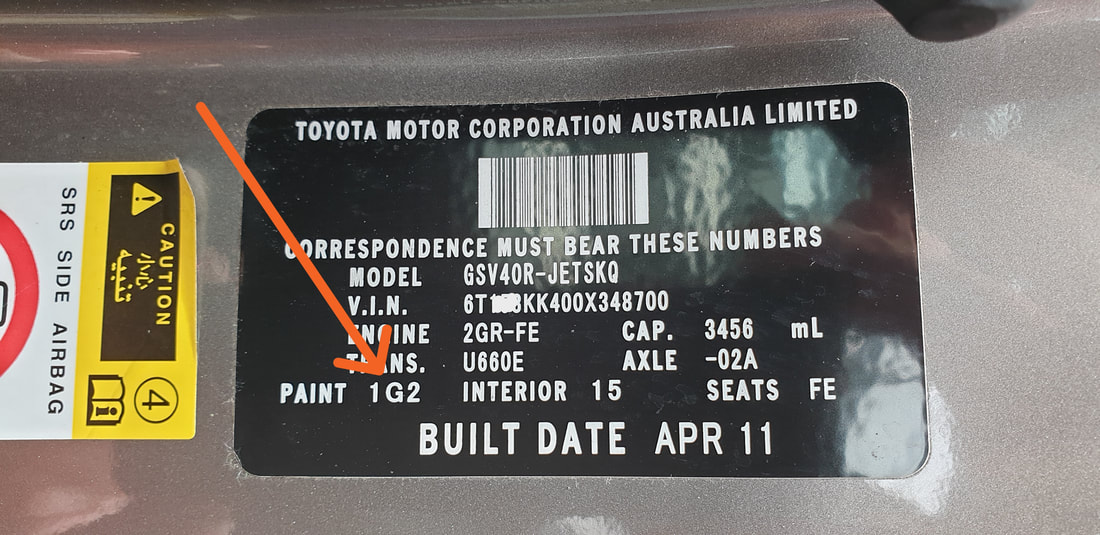 TOYOTA MOTOR CORPORATION AUSTRALIA LIMITED
CORRESPONDENCE MUST BEAR THESE NUMBERS
MODEL GSV40R-JETSKQ
V.I.N.
ENGINE 2GR-FE CAP. 3456 mL
TRANS. U660E AXLE -02A
PAINT 1G2 INTERIOR 15 SEATS FE
BUILT DATE APR 11
CAUTION
تنبيه
4
SRS SIDE AIRBAG